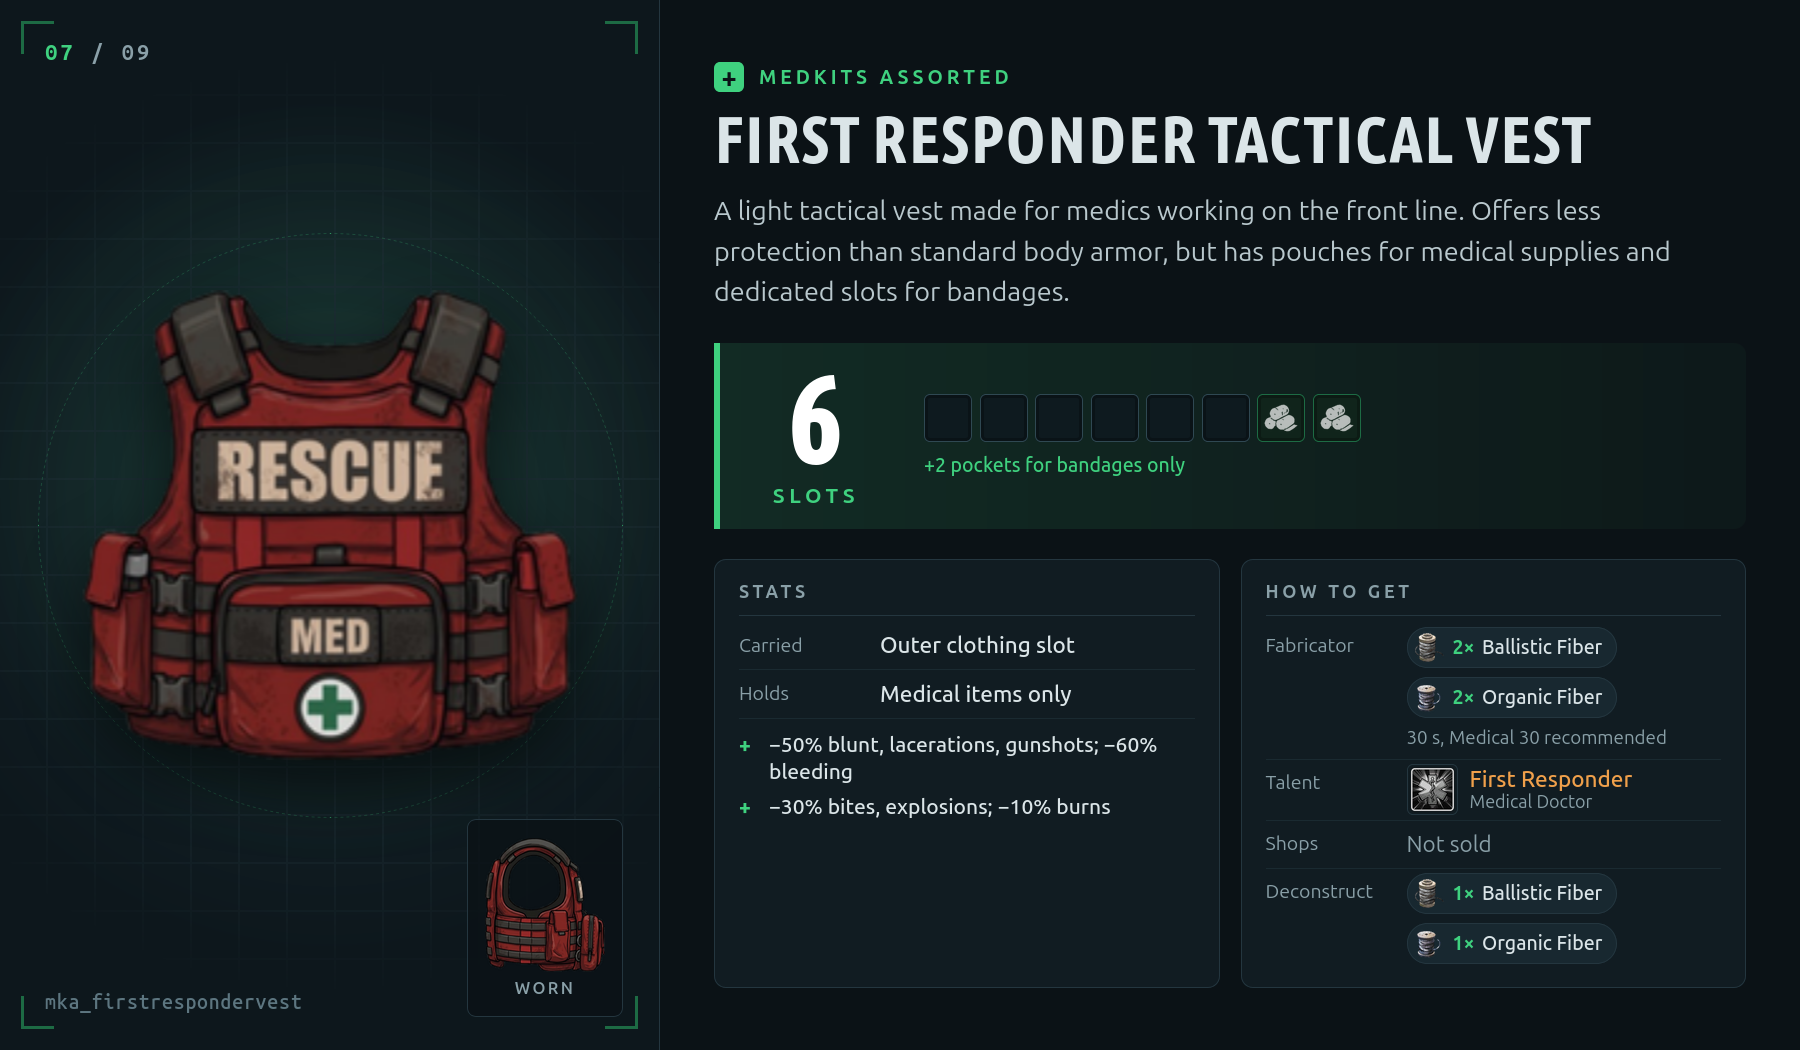 07 / 09
RESCUE
MED
WORN
mka_firstrespondervest
+ MEDKITS ASSORTED
FIRST RESPONDER TACTICAL VEST
A light tactical vest made for medics working on the front line. Offers less
protection than standard body armor, but has pouches for medical supplies and
dedicated slots for bandages.
6
SLOTS
+2 pockets for bandages only
STATS
Carried Outer clothing slot
Holds Medical items only
+ −50% blunt, lacerations, gunshots; −60%
bleeding
+ −30% bites, explosions; −10% burns
HOW TO GET
Fabricator 2× Ballistic Fiber
2× Organic Fiber
30 s, Medical 30 recommended
Talent First Responder
Medical Doctor
Shops Not sold
Deconstruct 1× Ballistic Fiber
1× Organic Fiber